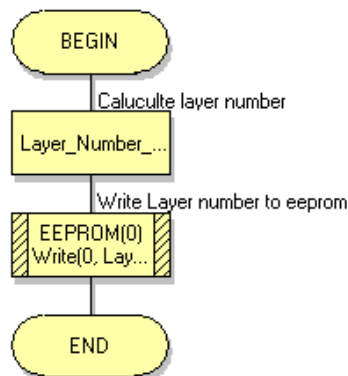 BEGIN
Caluculte layer number
Layer_Number_...
Write Layer number to eeprom
EEPROM(0)
Write(0, Lay...
END